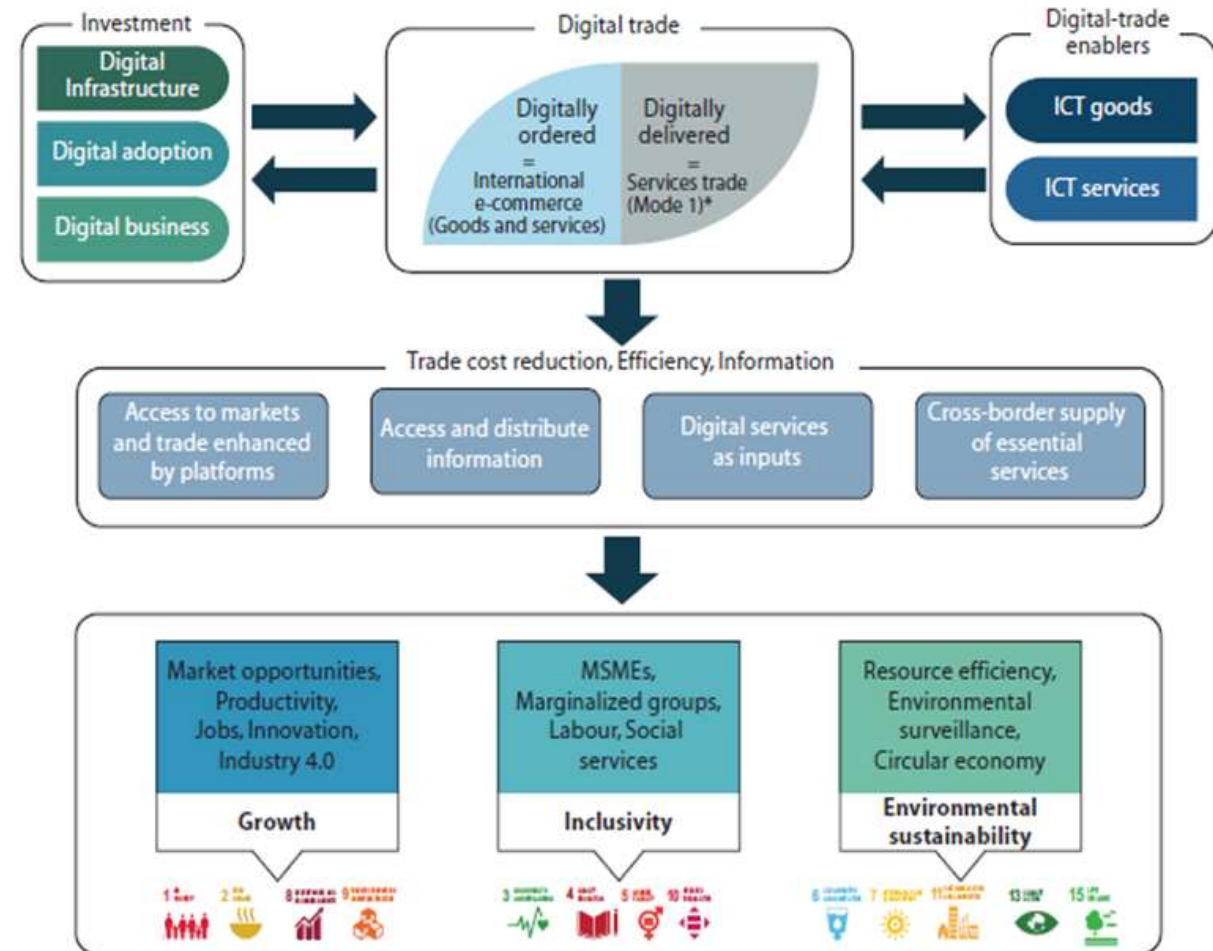 Investment
Digital
Infrastructure
Digital adoption
Digital business
Digital trade
Digitally
ordered
=
International
e-commerce
(Goods and services)
Digitally
delivered
=
Services trade
(Mode 1)*
Digital-trade
enablers
ICT goods
ICT services
Trade cost reduction, Efficiency, Information
Access to markets
and trade enhanced
by platforms
Access and distribute
information
Digital services
as inputs
Cross-border supply
of essential
services
Market opportunities,
Productivity,
Jobs, Innovation,
Industry 4.0
Growth
MSMEs,
Marginalized groups,
Labour, Social
services
Inclusivity
Resource efficiency,
Environmental
surveillance,
Circular economy
Environmental
sustainability
1
2
8
9
3
4
5
10
6
7
11
13
15